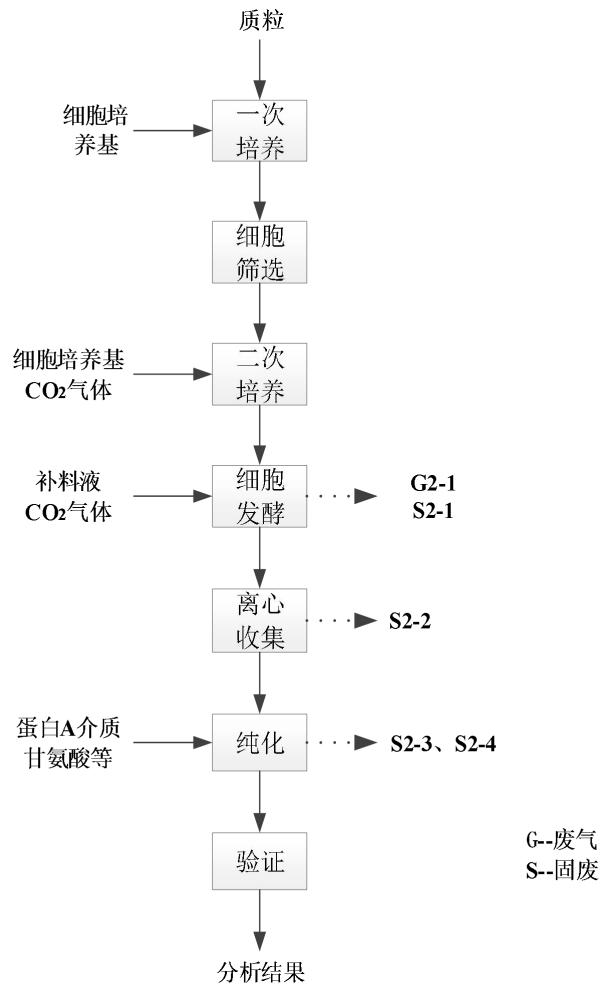 质粒
细胞培
养基
一次
培养
细胞
筛选
细胞培养基
CO₂气体
二次
培养
补料液
CO₂气体
细胞
发酵
G2-1
S2-1
离心
收集
S2-2
蛋白A介质
甘氨酸等
纯化
S2-3、S2-4
验证
G--废气
S--固废
分析结果